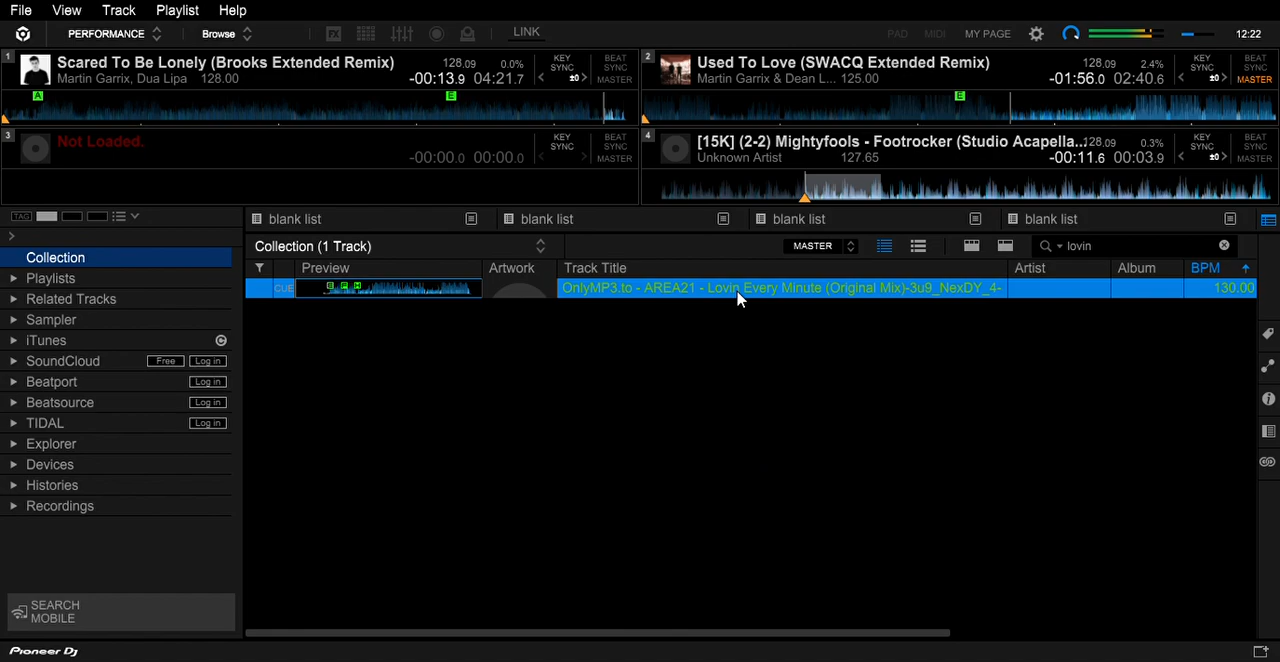 File View Track Playlist Help
PERFORMANCE Browse FX LINK PAD MIDI MY PAGE 12:22
1 Scared To Be Lonely (Brooks Extended Remix) 128.09 0.0% KEY SYNC BEAT SYNC MASTER
Martin Garrix, Dua Lipa 128.00 -00:13.9 04:21.7 ±0
A E
2 Used To Love (SWACQ Extended Remix) 128.09 2.4% KEY SYNC BEAT SYNC MASTER
Martin Garrix & Dean L... 125.00 -01:56.0 02:40.6 ±0
E
3 Not Loaded. KEY SYNC BEAT SYNC MASTER
-00:00.0 00:00.0
4 [15K] (2-2) Mightyfools - Footrocker (Studio Acapella... 128.09 0.3% KEY SYNC BEAT SYNC MASTER
Unknown Artist 127.65 -00:11.6 00:03.9 ±0
TAG
blank list blank list blank list blank list
Collection (1 Track) MASTER lovin
Preview Artwork Track Title Artist Album BPM
CUE OnlyMP3.to - AREA21 - Lovin Every Minute (Original Mix)-3u9_NexDY_4- 130.00
Collection
Playlists
Related Tracks
Sampler
iTunes
SoundCloud Free Log in
Beatport Log in
Beatsource Log in
TIDAL Log in
Explorer
Devices
Histories
Recordings
SEARCH
MOBILE
Pioneer Dj